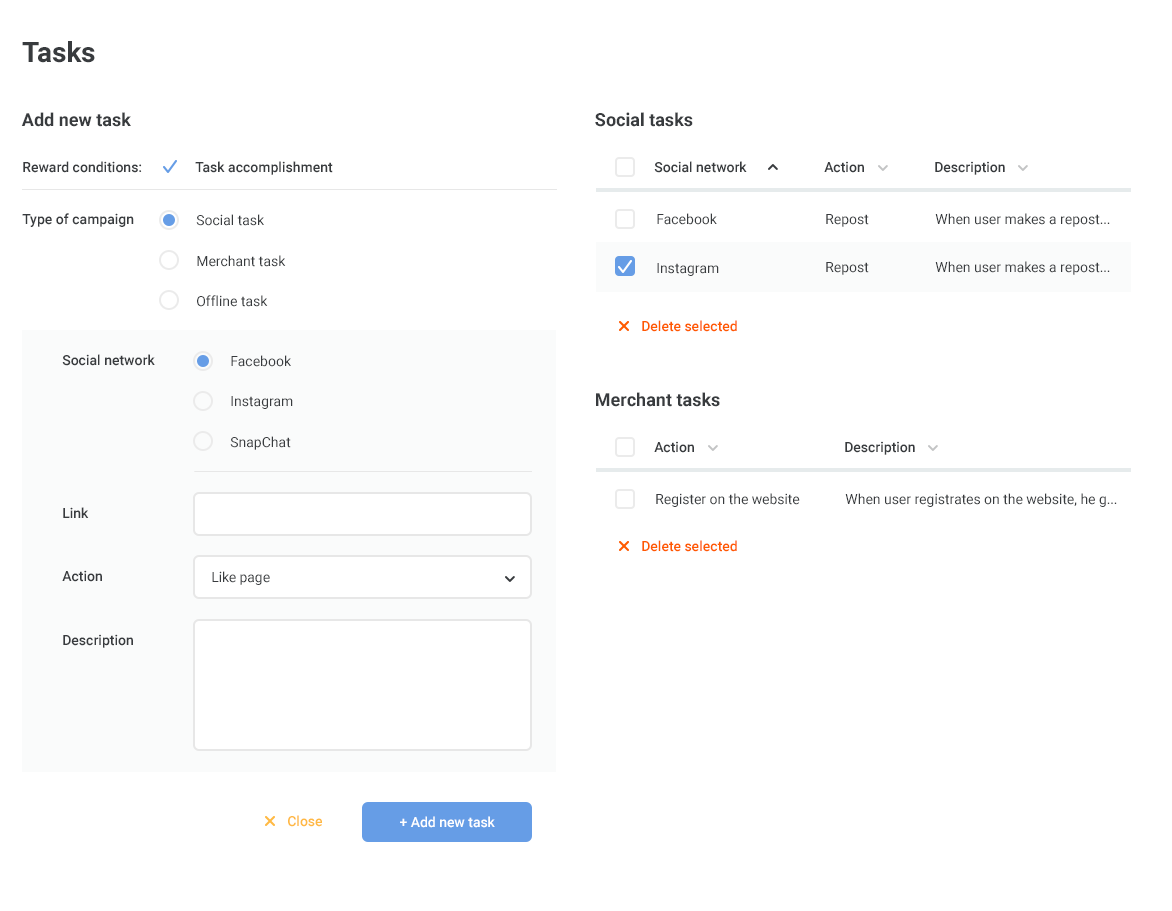 Tasks
Add new task
Reward conditions: Task accomplishment
Type of campaign Social task
Merchant task
Offline task
Social network Facebook
Instagram
SnapChat
Link
Action Like page
Description
Close + Add new task
Social tasks
Social network Action Description
Facebook Repost When user makes a repost...
Instagram Repost When user makes a repost...
Delete selected
Merchant tasks
Action Description
Register on the website When user registrates on the website, he g...
Delete selected